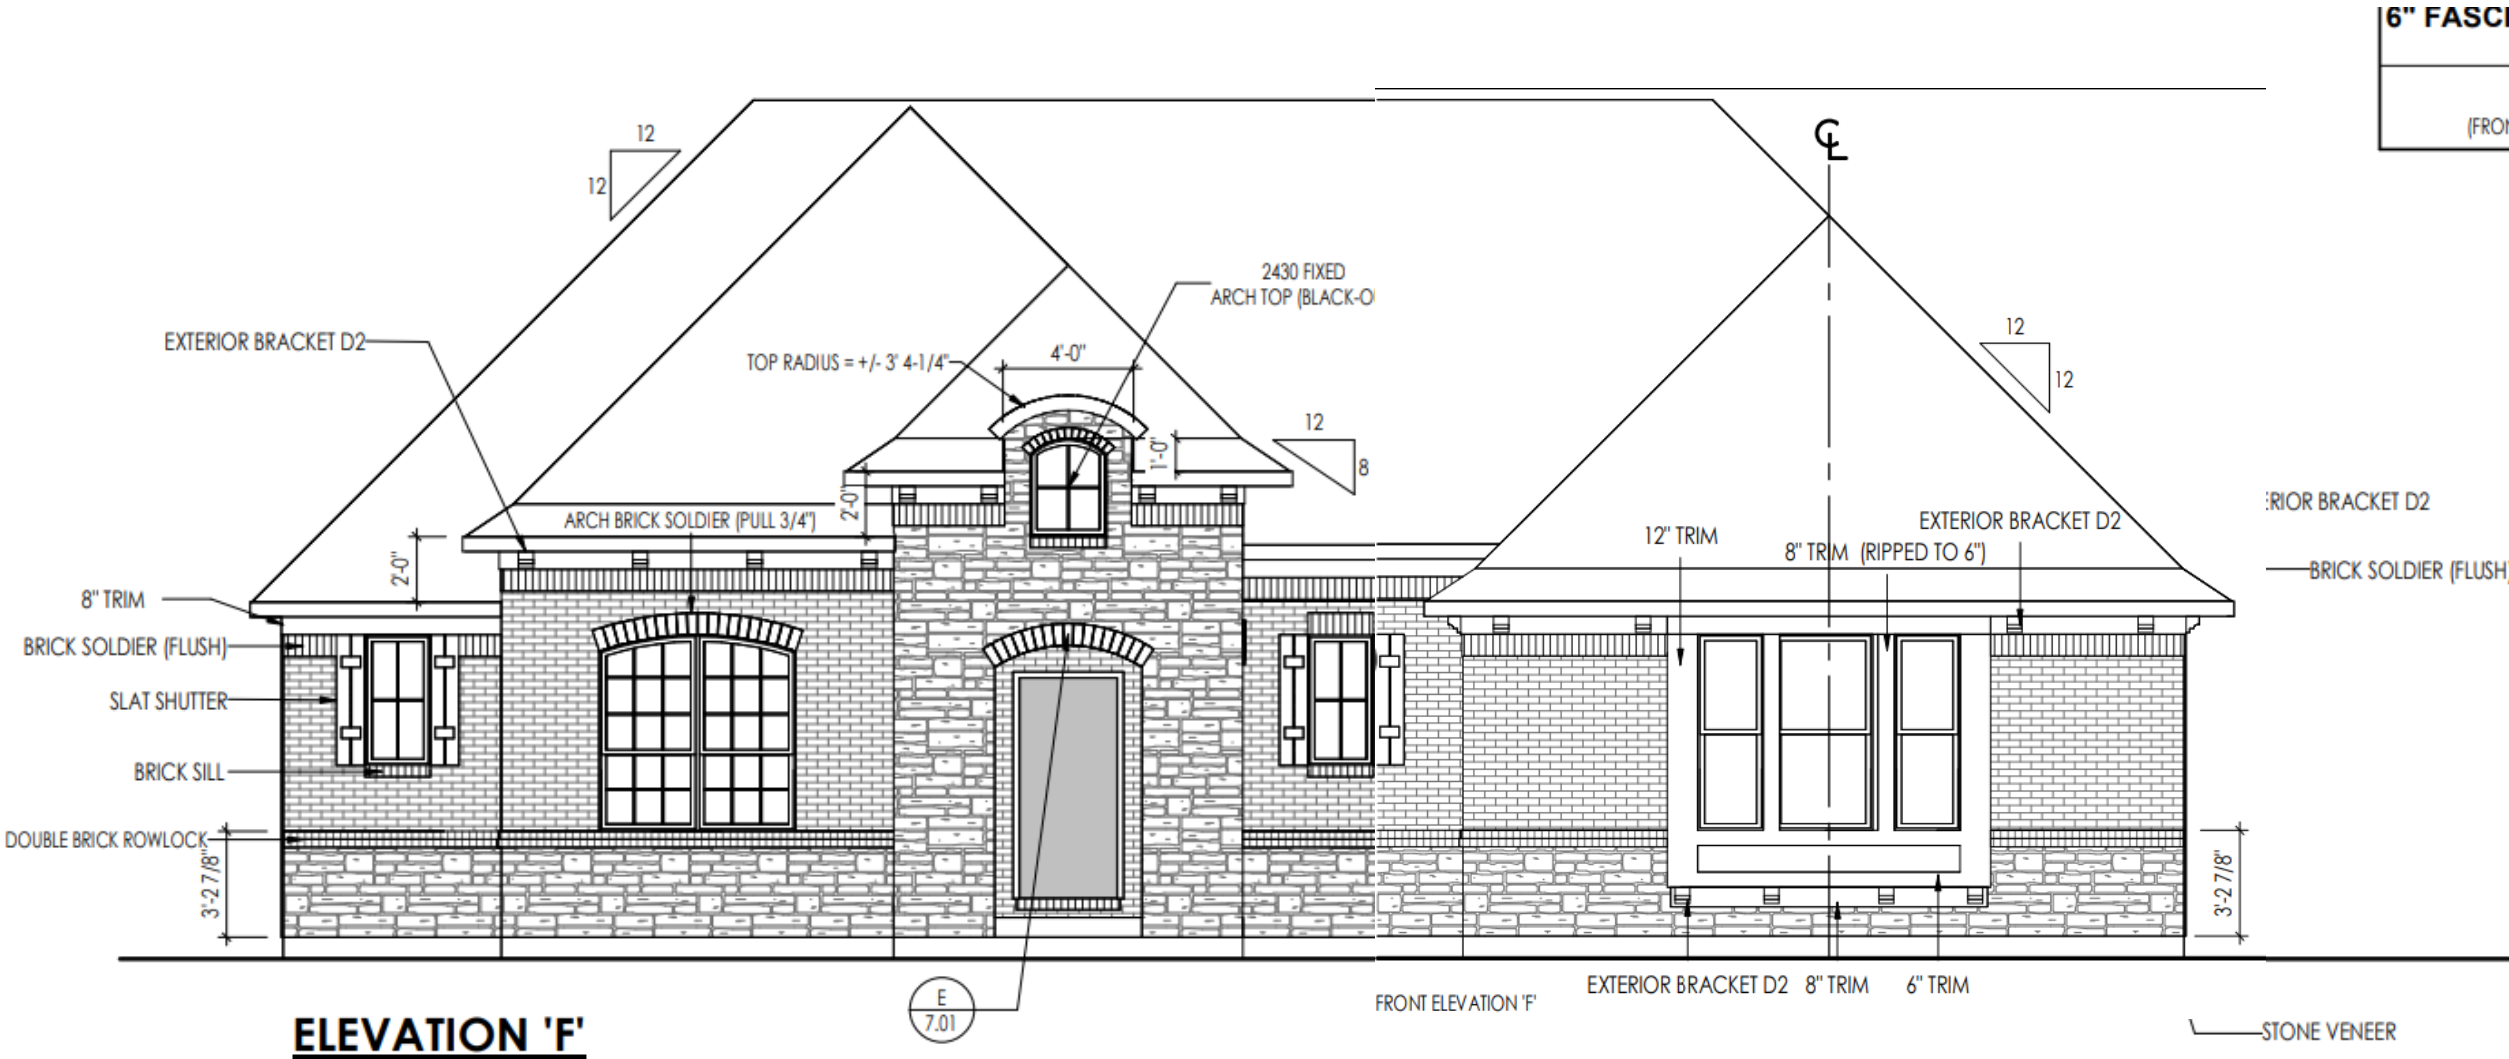 6" FASCI
(FRON
12
12
EXTERIOR BRACKET D2
2430 FIXED
ARCH TOP (BLACK-O
TOP RADIUS = +/- 3' 4-1/4"
4'-0"
12
8
1'-0"
2'-0"
2'-0"
ARCH BRICK SOLDIER (PULL 3/4")
8" TRIM
BRICK SOLDIER (FLUSH)
SLAT SHUTTER
BRICK SILL
DOUBLE BRICK ROWLOCK
3'-2 7/8"
E
7.01
ELEVATION 'F'
CL
12
12
12" TRIM
EXTERIOR BRACKET D2
8" TRIM (RIPPED TO 6")
RIOR BRACKET D2
BRICK SOLDIER (FLUSH)
3'-2 7/8"
EXTERIOR BRACKET D2
8" TRIM
6" TRIM
FRONT ELEVATION 'F'
STONE VENEER